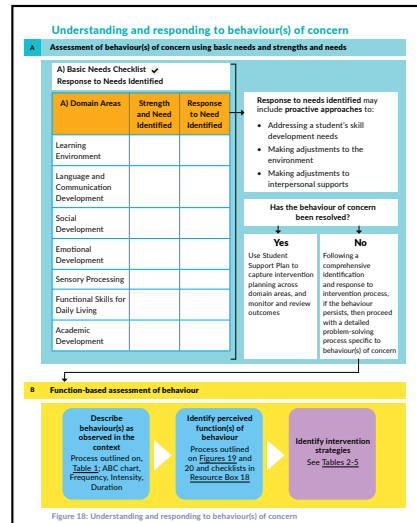 Understanding and responding to behaviour(s) of concern
A Assessment of behaviour(s) of concern using basic needs and strengths and needs
A) Basic Needs Checklist ✓
Response to Needs Identified
A) Domain Areas
Strength
and Need
Identified
Response
to Need
Identified
Learning
Environment
Language and
Communication
Development
Social
Development
Emotional
Development
Sensory Processing
Functional Skills for
Daily Living
Academic
Development
Response to needs identified may
include proactive approaches to:
• Addressing a student's skill
development needs
• Making adjustments to the
environment
• Making adjustments to
interpersonal supports
Has the behaviour of concern
been resolved?
Yes
Use Student
Support Plan to
capture intervention
planning across
domain areas, and
monitor and review
outcomes
No
Following a
comprehensive
identification
and response to
intervention process,
if the behaviour
persists, then proceed
with a detailed
problem-solving
process specific to
behaviour(s) of concern
B Function-based assessment of behaviour
Describe
behaviour(s) as
observed in the
context
Process outlined on,
Table 1; ABC chart,
Frequency, Intensity,
Duration
Identify perceived
function(s) of
behaviour
Process outlined
on Figures 19 and
20 and checklists in
Resource Box 18
Identify intervention
strategies
See Tables 2-5
Figure 18: Understanding and responding to behaviour(s) of concern